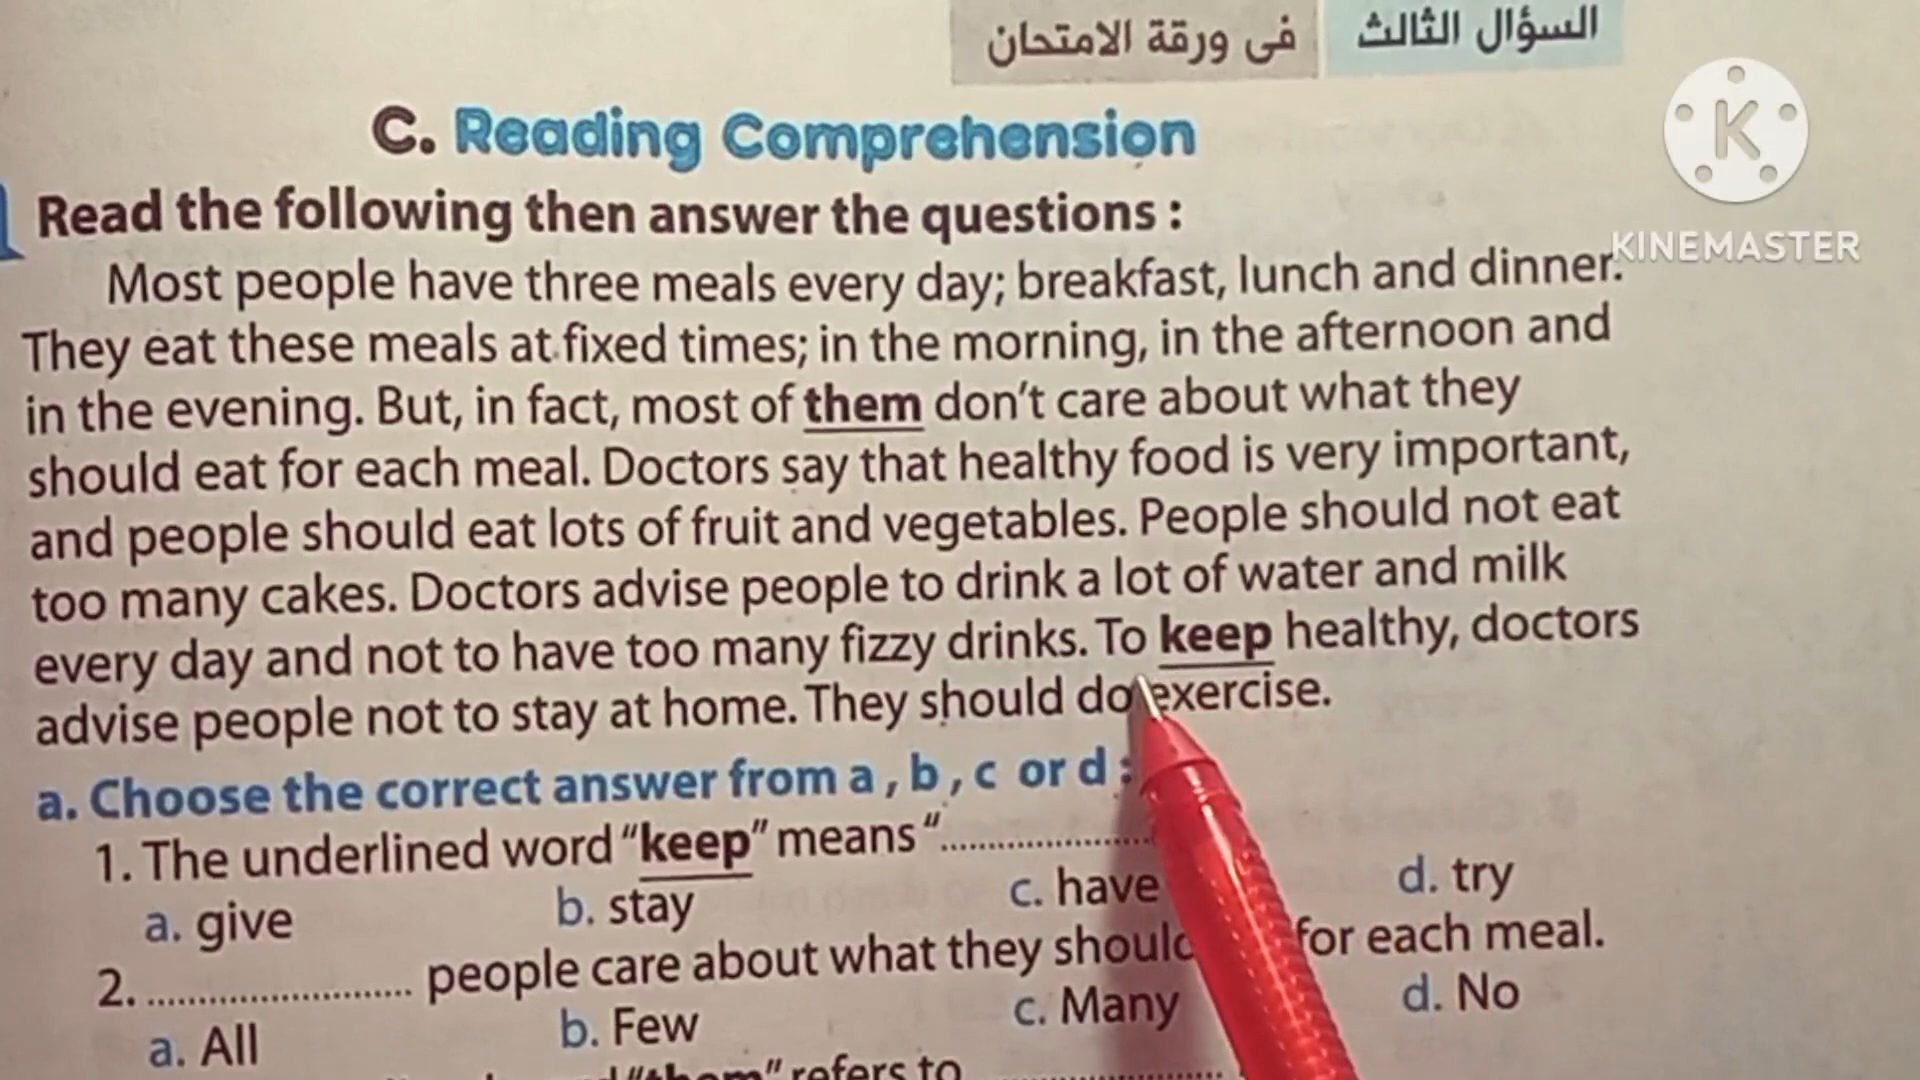 السؤال الثالث فى ورقة الامتحان
K
KINEMASTER
C. Reading Comprehension
Read the following then answer the questions :
Most people have three meals every day; breakfast, lunch and dinner.
They eat these meals at fixed times; in the morning, in the afternoon and
in the evening. But, in fact, most of them don't care about what they
should eat for each meal. Doctors say that healthy food is very important,
and people should eat lots of fruit and vegetables. People should not eat
too many cakes. Doctors advise people to drink a lot of water and milk
every day and not to have too many fizzy drinks. To keep healthy, doctors
advise people not to stay at home. They should do exercise.
a. Choose the correct answer from a , b , c or d :
1. The underlined word "keep" means "......................
a. give b. stay c. have d. try
2. .......................... people care about what they should for each meal.
a. All b. Few c. Many d. No
"them" refers to ......................